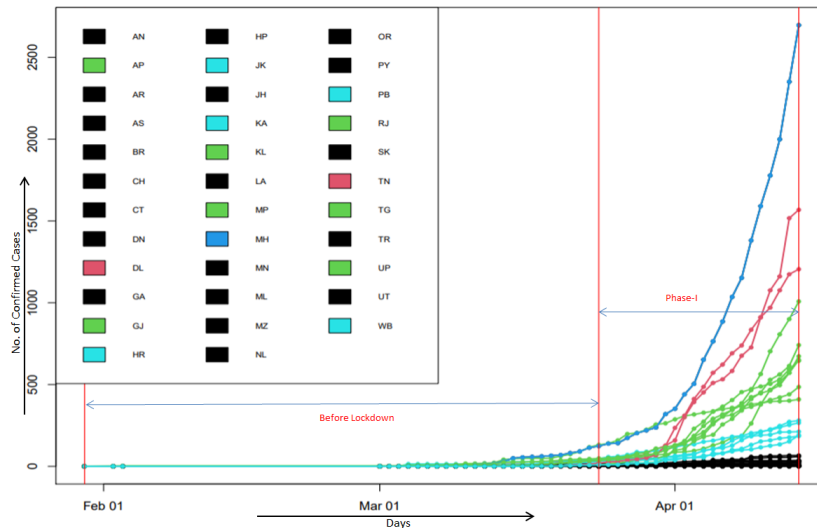 2500
2000
1500
1000
500
0
No. of Confirmed Cases
AN HP OR
AP JK PY
AR JH PB
AS KA RJ
BR KL SK
CH LA TN
CT MP TG
DN MH TR
DL MN UP
GA ML UT
GJ MZ WB
HR NL
Phase-I
Before Lockdown
Feb 01 Mar 01 Apr 01
Days